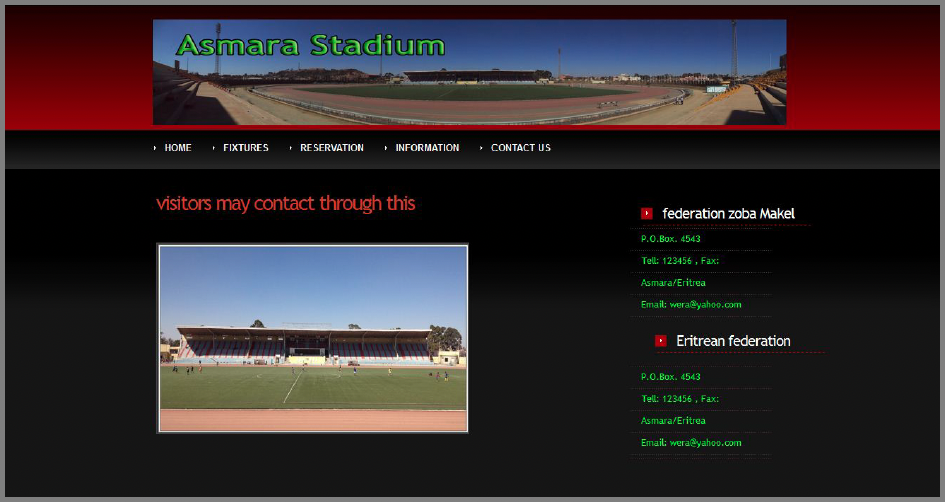 Asmara Stadium
HOME FIXTURES RESERVATION INFORMATION CONTACT US
visitors may contact through this
federation zoba Makel
P.O.Box. 4543
Tell: 123456 , Fax:
Asmara/Eritrea
Email: wera@yahoo.com
Eritrean federation
P.O.Box. 4543
Tell: 123456 , Fax:
Asmara/Eritrea
Email: wera@yahoo.com